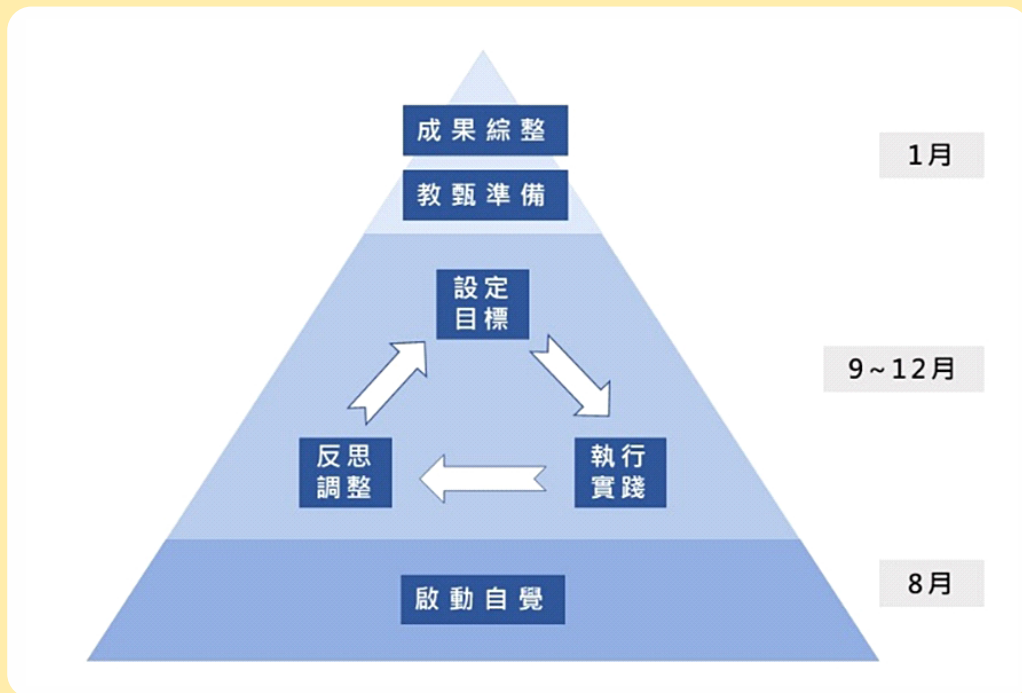 成果綜整
1月
教甄準備
設定
目標
9~12月
反思
調整
執行
實踐
啟動自覺
8月